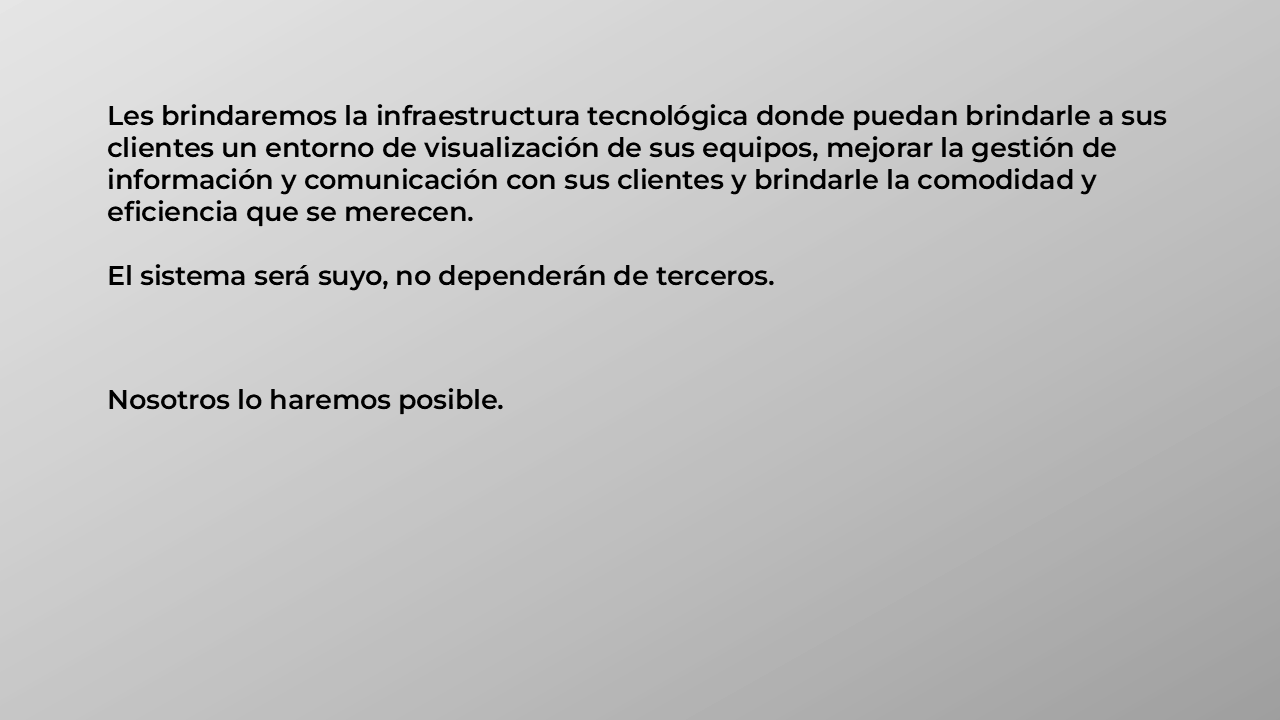 Les brindaremos la infraestructura tecnológica donde puedan brindarle a sus
clientes un entorno de visualización de sus equipos, mejorar la gestión de
información y comunicación con sus clientes y brindarle la comodidad y
eficiencia que se merecen.
El sistema será suyo, no dependerán de terceros.
Nosotros lo haremos posible.